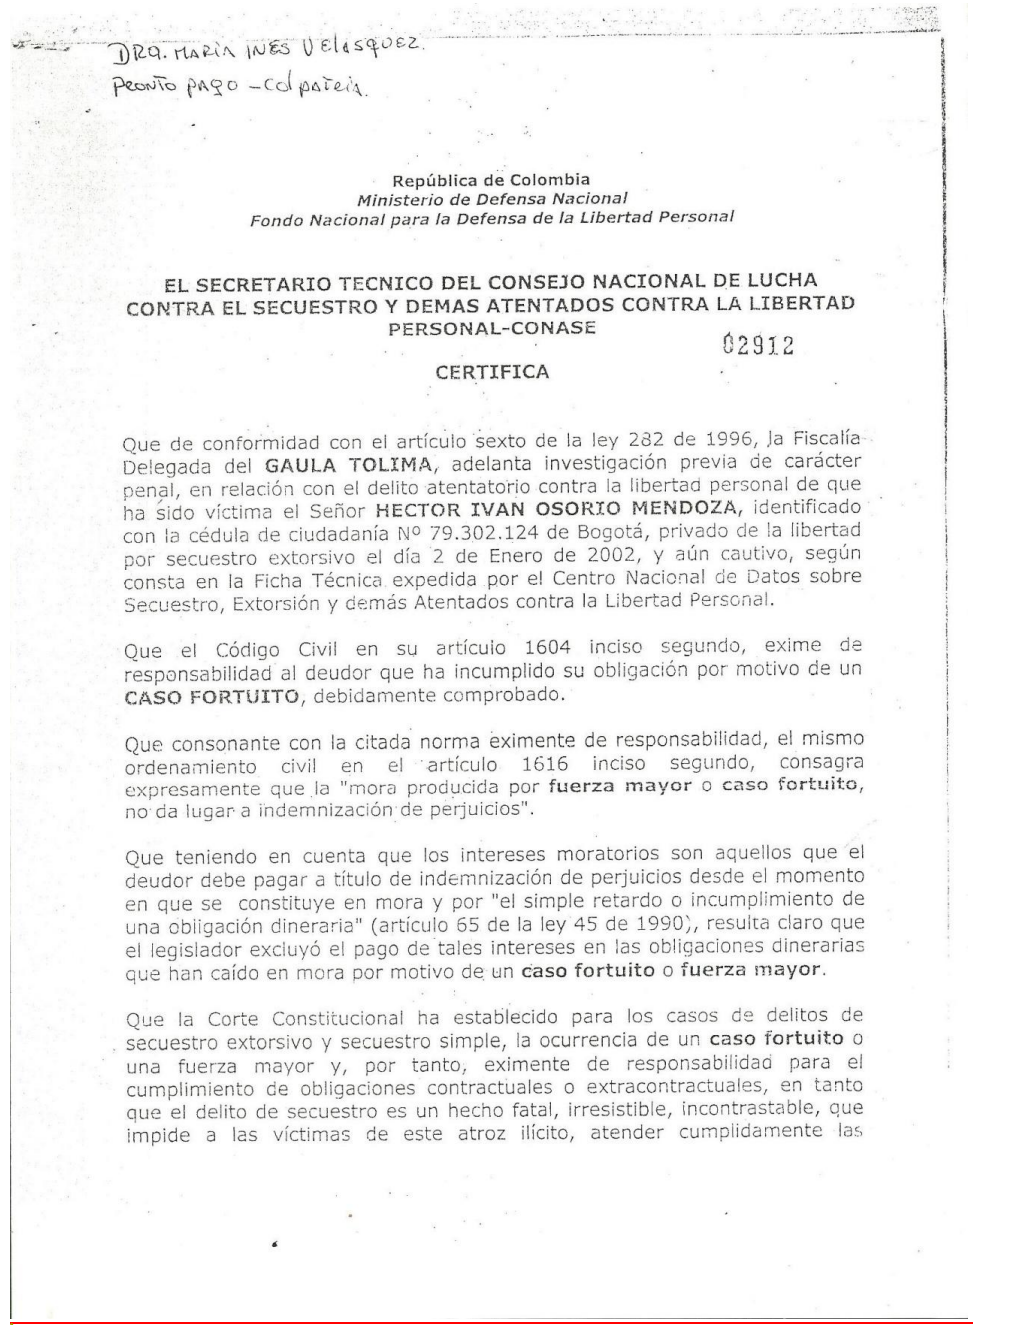 DRA. MARIA INES VELASQUEZ.
PRONTO PAGO - COLPATRIA.
República de Colombia
Ministerio de Defensa Nacional
Fondo Nacional para la Defensa de la Libertad Personal
EL SECRETARIO TECNICO DEL CONSEJO NACIONAL DE LUCHA
CONTRA EL SECUESTRO Y DEMAS ATENTADOS CONTRA LA LIBERTAD
PERSONAL-CONASE
02912
CERTIFICA
Que de conformidad con el artículo sexto de la ley 282 de 1996, la Fiscalía
Delegada del GAULA TOLIMA, adelanta investigación previa de carácter
penal, en relación con el delito atentatorio contra la libertad personal de que
ha sido víctima el Señor HECTOR IVAN OSORIO MENDOZA, identificado
con la cédula de ciudadanía Nº 79.302.124 de Bogotá, privado de la libertad
por secuestro extorsivo el día 2 de Enero de 2002, y aún cautivo, según
consta en la Ficha Técnica expedida por el Centro Nacional de Datos sobre
Secuestro, Extorsión y demás Atentados contra la Libertad Personal.
Que el Código Civil en su artículo 1604 inciso segundo, exime de
responsabilidad al deudor que ha incumplido su obligación por motivo de un
CASO FORTUITO, debidamente comprobado.
Que consonante con la citada norma eximente de responsabilidad, el mismo
ordenamiento civil en el artículo 1616 inciso segundo, consagra
expresamente que la "mora producida por fuerza mayor o caso fortuito,
no da lugar a indemnización de perjuicios".
Que teniendo en cuenta que los intereses moratorios son aquellos que el
deudor debe pagar a título de indemnización de perjuicios desde el momento
en que se constituye en mora y por "el simple retardo o incumplimiento de
una obligación dineraria" (artículo 65 de la ley 45 de 1990), resulta claro que
el legislador excluyó el pago de tales intereses en las obligaciones dinerarias
que han caído en mora por motivo de un caso fortuito o fuerza mayor.
Que la Corte Constitucional ha establecido para los casos de delitos de
secuestro extorsivo y secuestro simple, la ocurrencia de un caso fortuito o
una fuerza mayor y, por tanto, eximente de responsabilidad para el
cumplimiento de obligaciones contractuales o extracontractuales, en tanto
que el delito de secuestro es un hecho fatal, irresistible, incontrastable, que
impide a las víctimas de este atroz ilícito, atender cumplidamente las